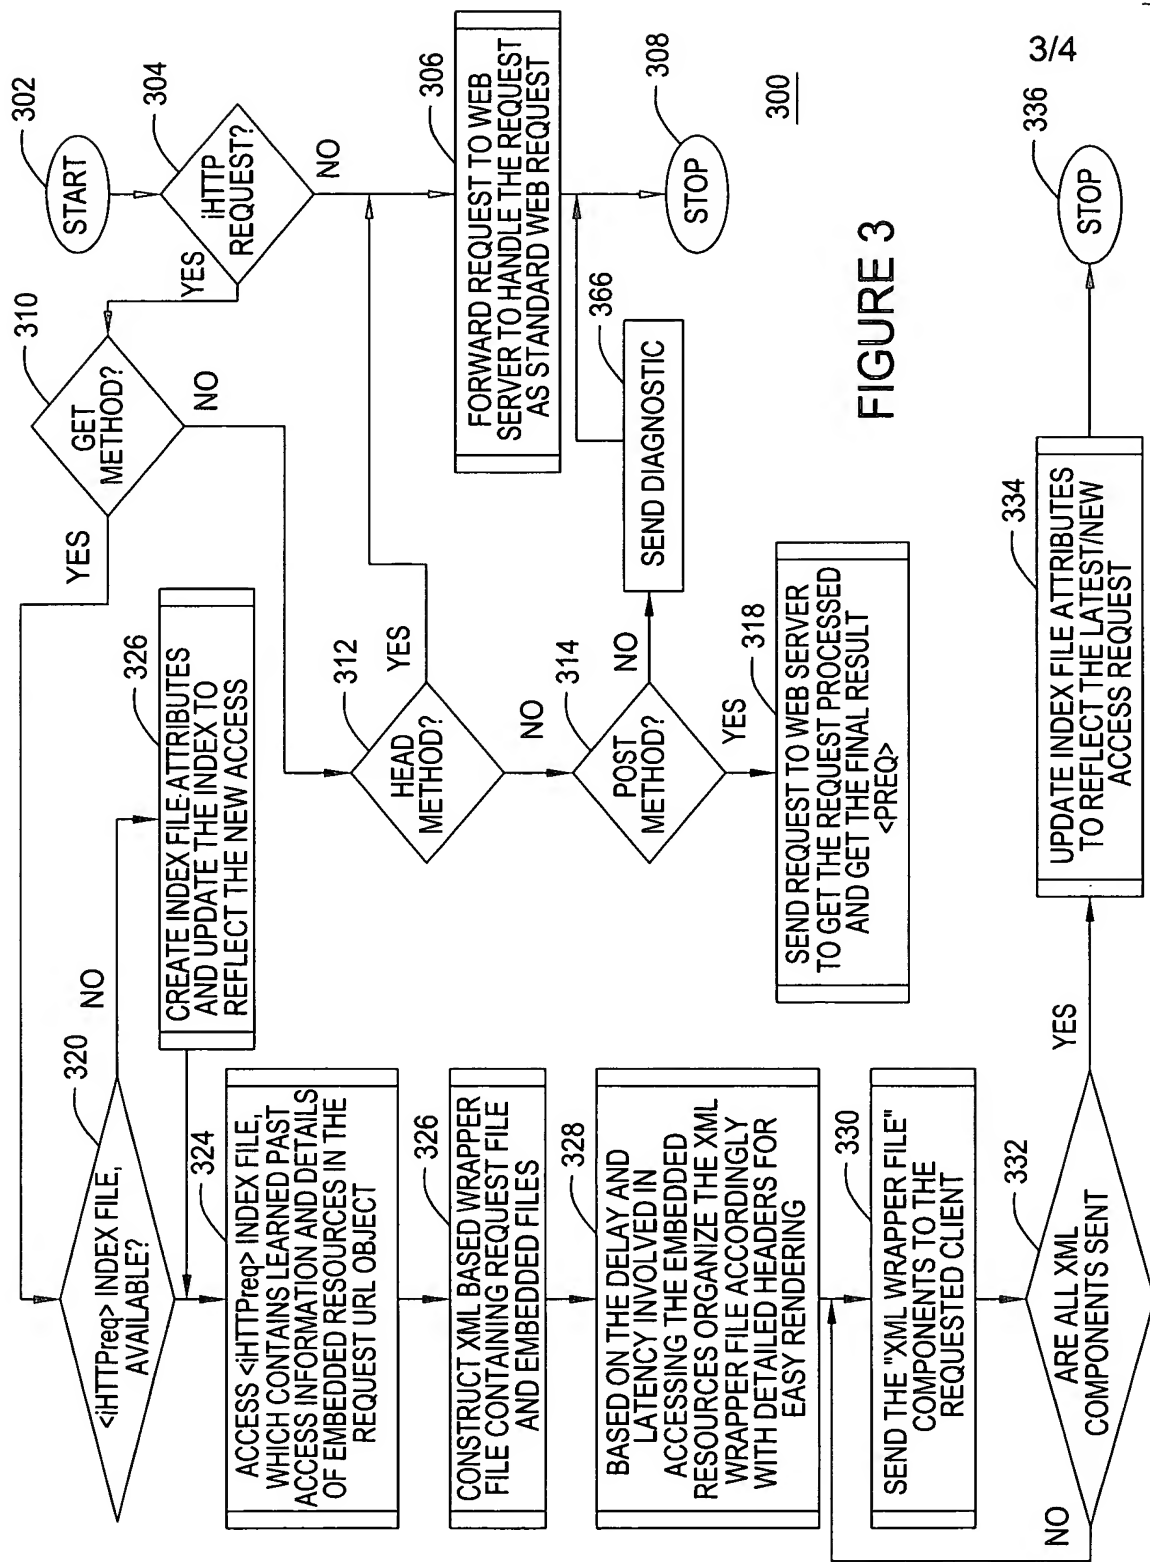 3/4
302
START
304
iHTTP
REQUEST?
YES
NO
306
FORWARD REQUEST TO WEB
SERVER TO HANDLE THE REQUEST
AS STANDARD WEB REQUEST
308
STOP
300
310
GET
METHOD?
YES
NO
312
HEAD
METHOD?
YES
NO
314
POST
METHOD?
NO
YES
366
SEND DIAGNOSTIC
318
SEND REQUEST TO WEB SERVER
TO GET THE REQUEST PROCESSED
AND GET THE FINAL RESULT
<PREQ>
320
<iHTTPreq> INDEX FILE,
AVAILABLE?
NO
326
CREATE INDEX FILE-ATTRIBUTES
AND UPDATE THE INDEX TO
REFLECT THE NEW ACCESS
324
ACCESS <iHTTPreq> INDEX FILE,
WHICH CONTAINS LEARNED PAST
ACCESS INFORMATION AND DETAILS
OF EMBEDDED RESOURCES IN THE
REQUEST URL OBJECT
326
CONSTRUCT XML BASED WRAPPER
FILE CONTAINING REQUEST FILE
AND EMBEDDED FILES
328
BASED ON THE DELAY AND
LATENCY INVOLVED IN
ACCESSING THE EMBEDDED
RESOURCES ORGANIZE THE XML
WRAPPER FILE ACCORDINGLY
WITH DETAILED HEADERS FOR
EASY RENDERING
330
SEND THE "XML WRAPPER FILE"
COMPONENTS TO THE
REQUESTED CLIENT
332
ARE ALL XML
COMPONENTS SENT
NO
YES
334
UPDATE INDEX FILE ATTRIBUTES
TO REFLECT THE LATEST/NEW
ACCESS REQUEST
336
STOP
FIGURE 3